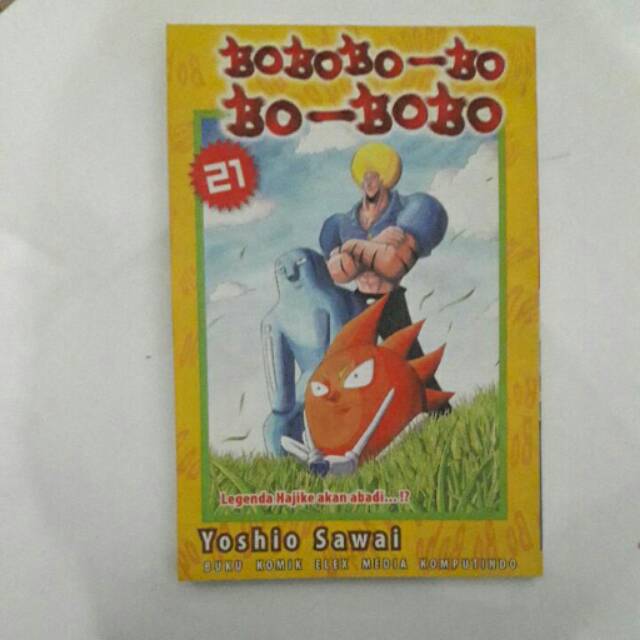 BOBOBO-BO
BO-BOBO
21
Legenda Hajike akan abadi....!?
Yoshio Sawai
BUKU KOMIK ELEX MEDIA KOMPUTINDO